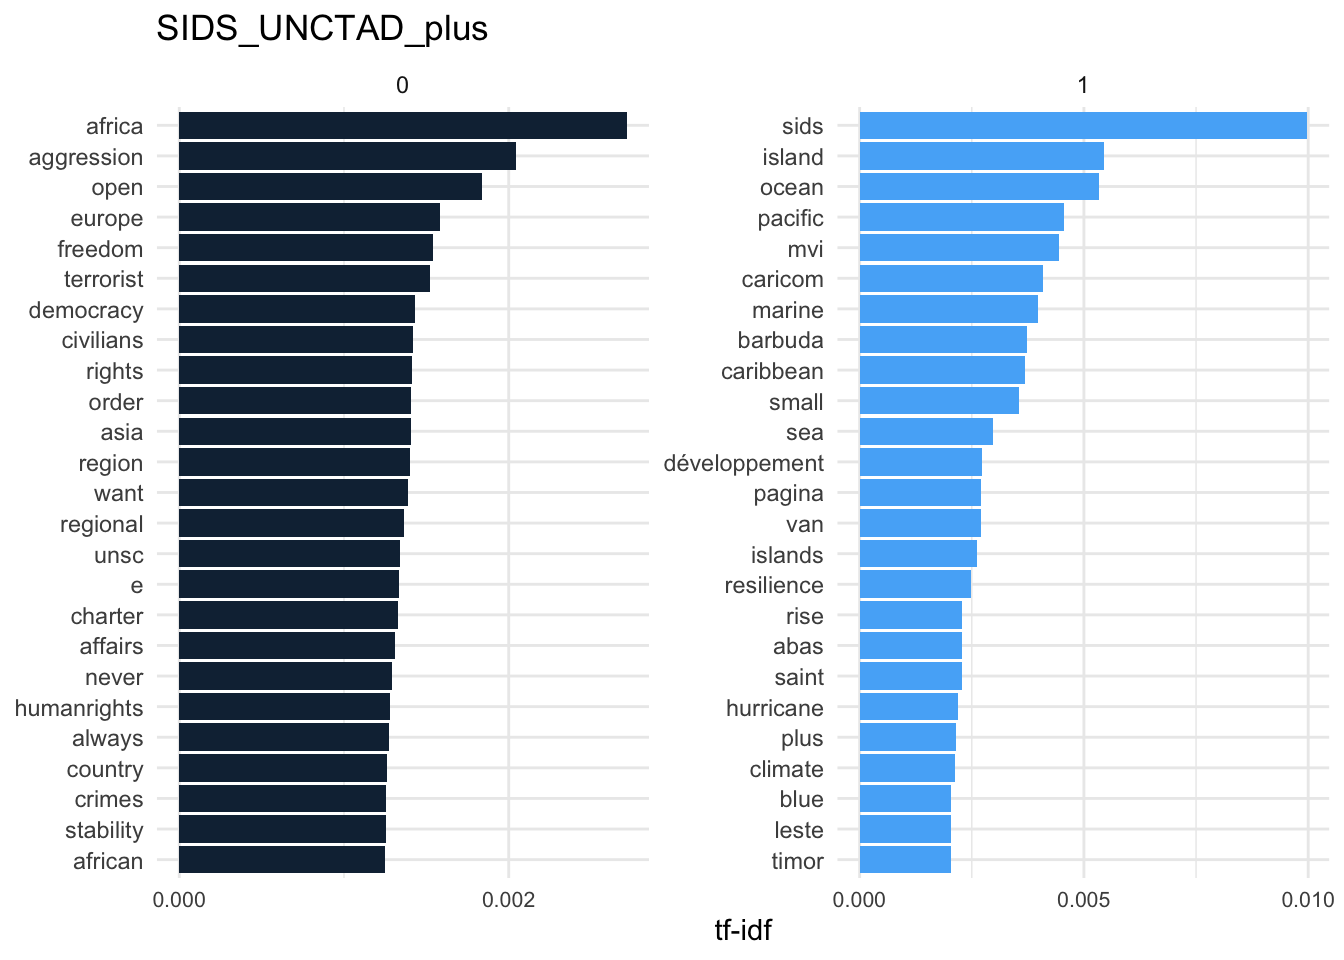 SIDS_UNCTAD_plus
0
africa
aggression
open
europe
freedom
terrorist
democracy
civilians
rights
order
asia
region
want
regional
unsc
e
charter
affairs
never
humanrights
always
country
crimes
stability
african
0.000 0.002
1
sids
island
ocean
pacific
mvi
caricom
marine
barbuda
caribbean
small
sea
développement
pagina
van
islands
resilience
rise
abas
saint
hurricane
plus
climate
blue
leste
timor
0.000 0.005 0.010
tf-idf